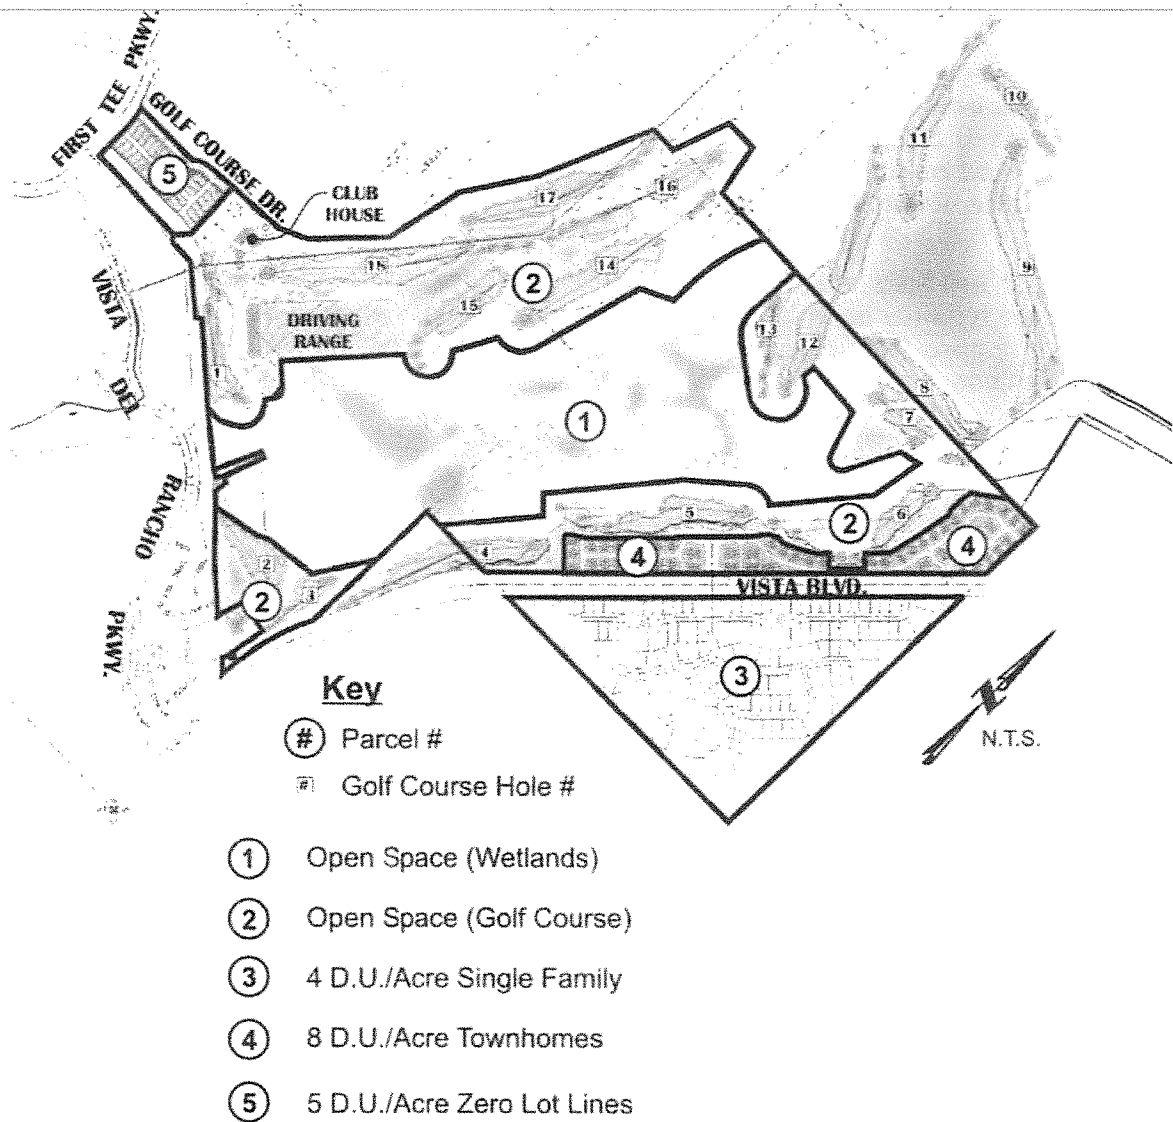 FIRST TEE PKWY.
GOLF COURSE DR.
5
CLUB
HOUSE
10
11
17
16
18
14
2
15
9
DRIVING
RANGE
13
12
1
8
7
1
VISTA
DEL
RANCHO
PKWY.
5
2
6
4
4
4
2
2
VISTA BLVD.
3
N
N.T.S.
Key
# Parcel #
# Golf Course Hole #
1 Open Space (Wetlands)
2 Open Space (Golf Course)
3 4 D.U./Acre Single Family
4 8 D.U./Acre Townhomes
5 5 D.U./Acre Zero Lot Lines